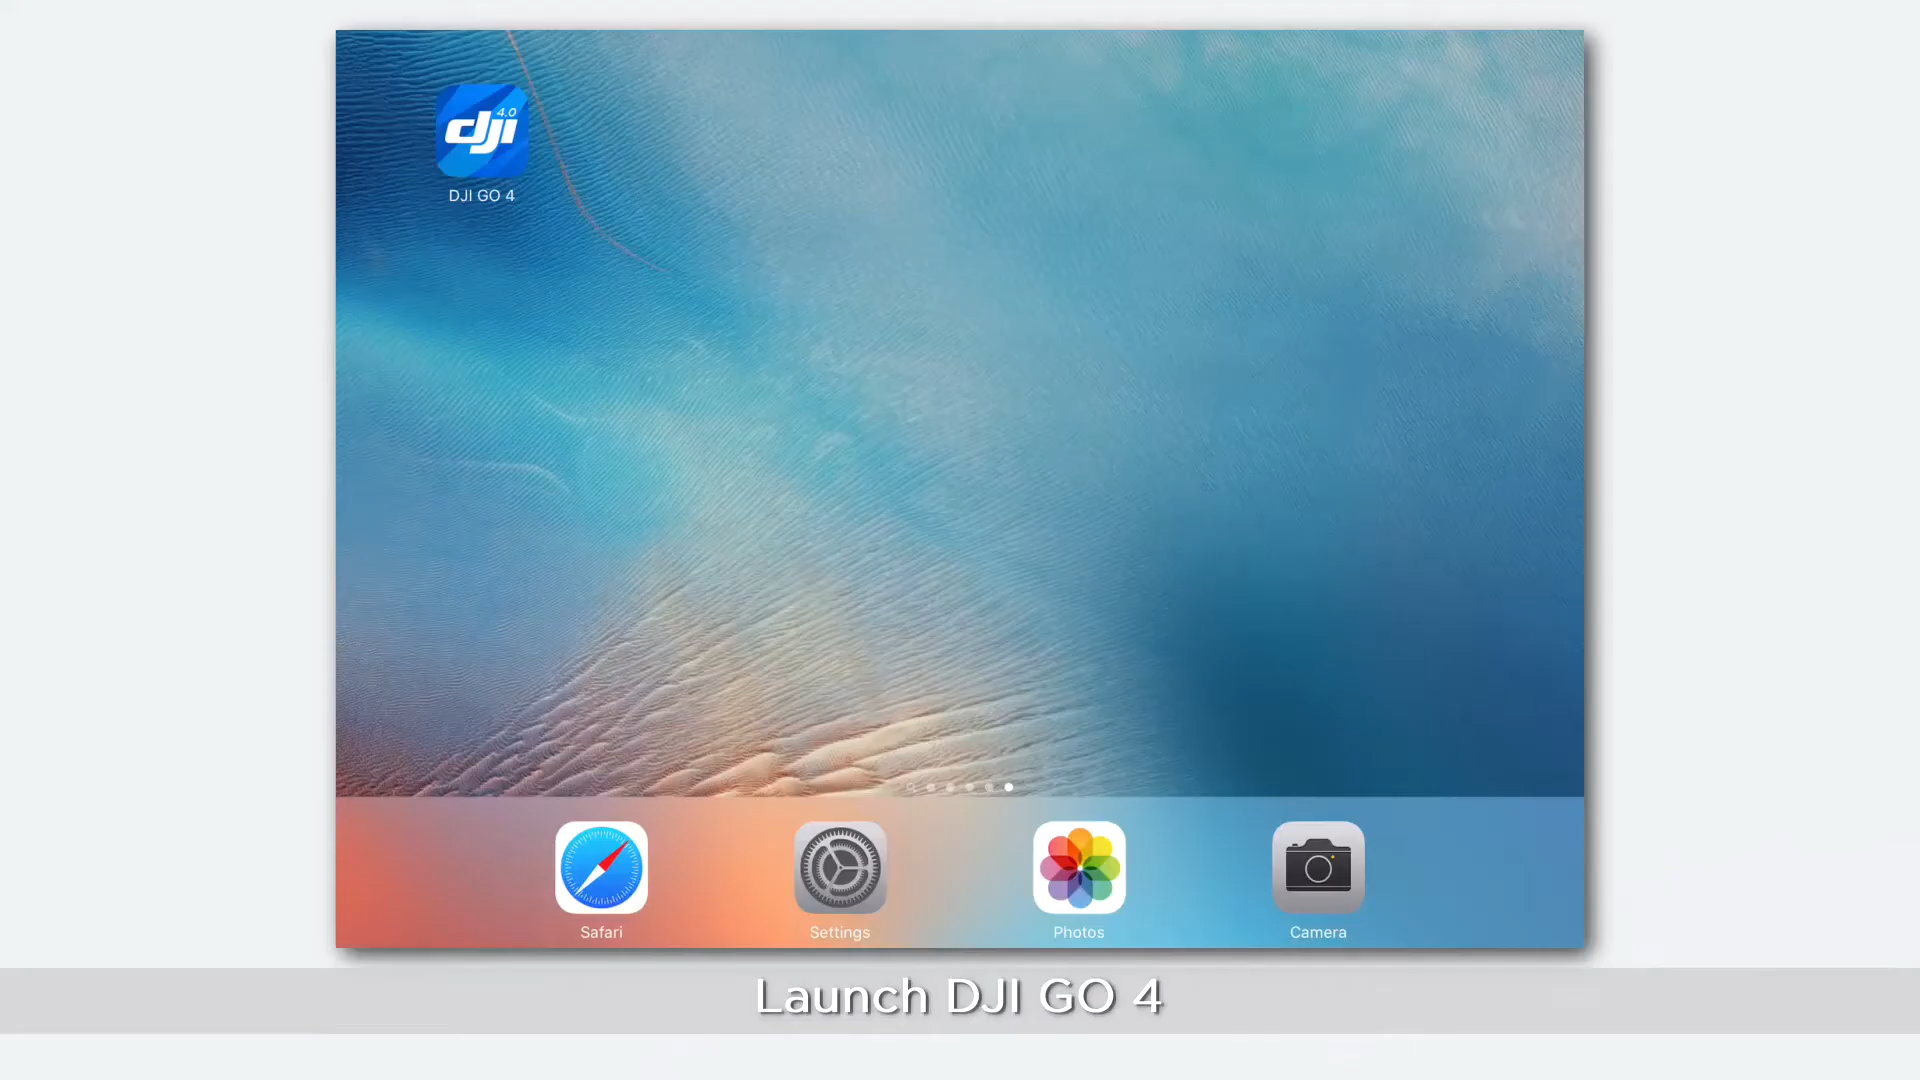 4.0
dji
DJI GO 4
Safari
Settings
Photos
Camera
Launch DJI GO 4